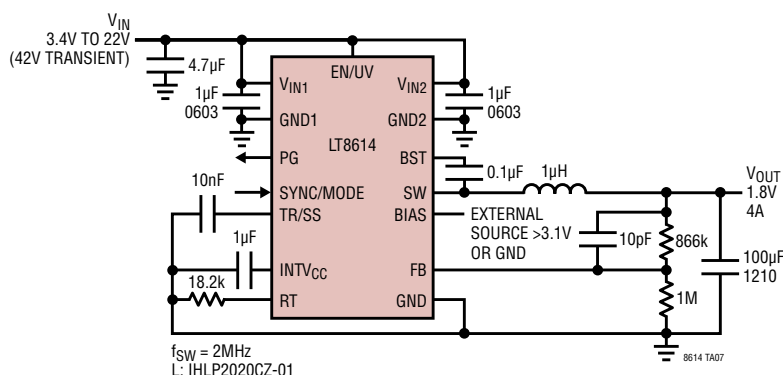 VIN
3.4V TO 22V
(42V TRANSIENT)
4.7µF
EN/UV
VIN1
VIN2
1µF
0603
1µF
0603
GND1
GND2
LT8614
PG
BST
0.1µF
1µH
VOUT
1.8V
4A
10nF
SYNC/MODE
SW
TR/SS
BIAS
EXTERNAL
SOURCE >3.1V
OR GND
10pF
866k
1µF
100µF
1210
INTVCC
FB
18.2k
RT
GND
1M
fSW = 2MHz
L: IHLP2020CZ-01
8614 TA07